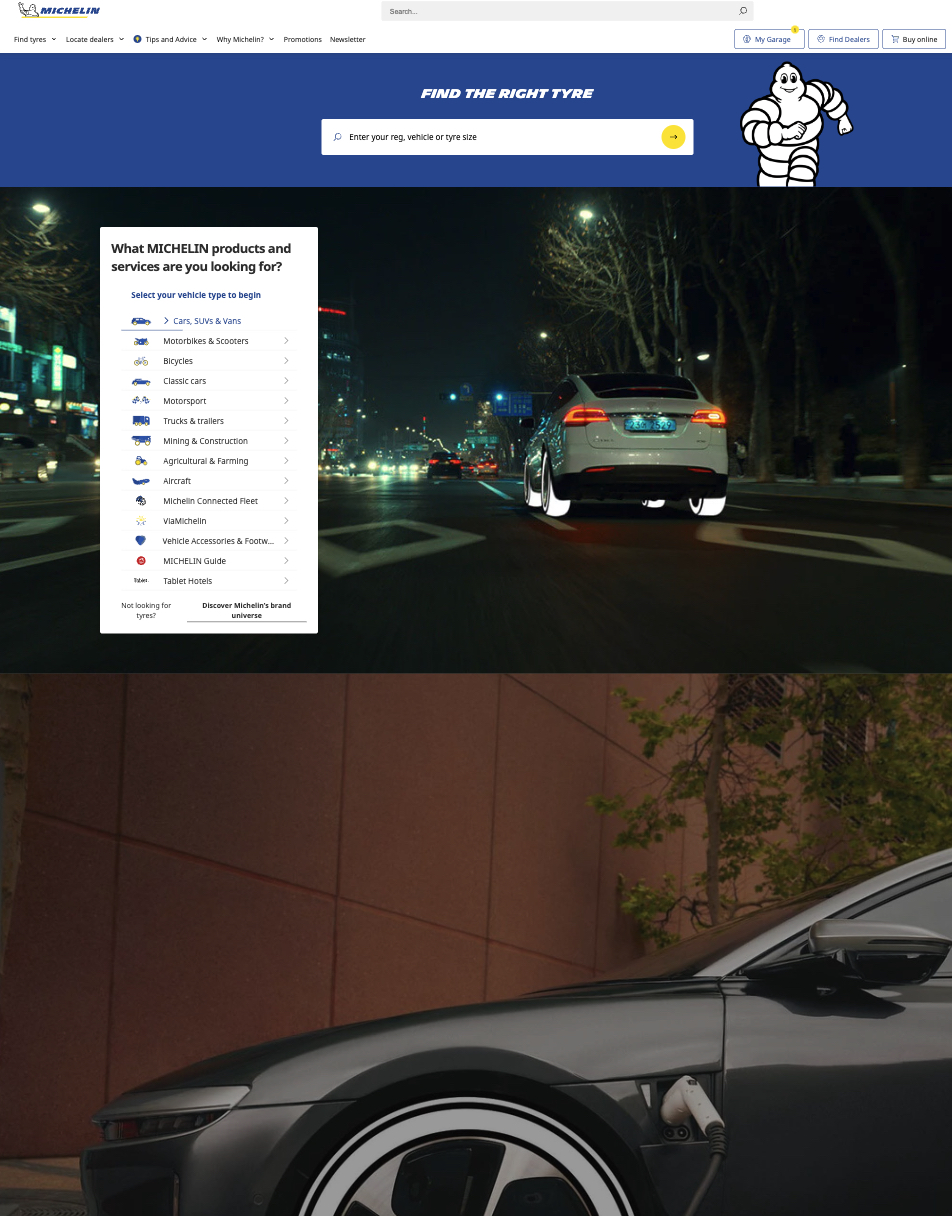 MICHELIN
Search...
Find tyres
Locate dealers
Tips and Advice
Why Michelin?
Promotions
Newsletter
My Garage
Find Dealers
Buy online
FIND THE RIGHT TYRE
Enter your reg, vehicle or tyre size
What MICHELIN products and
services are you looking for?
Select your vehicle type to begin
Cars, SUVs & Vans
Motorbikes & Scooters
Bicycles
Classic cars
Motorsport
Trucks & trailers
Mining & Construction
Agricultural & Farming
Aircraft
Michelin Connected Fleet
ViaMichelin
Vehicle Accessories & Footw...
MICHELIN Guide
Tablet Hotels
Not looking for
tyres?
Discover Michelin's brand
universe